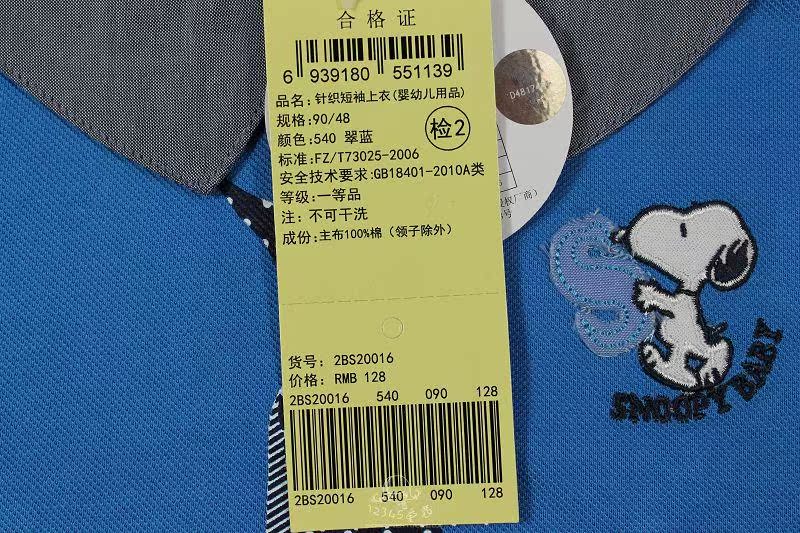 合格证
6 939180 551139
品名：针织短袖上衣(婴幼儿用品)
规格：90/48
检2
颜色：540 翠蓝
标准：FZ/T73025-2006
安全技术要求：GB18401-2010A类
等级：一等品
注：不可干洗
成份：主布100%棉（领子除外）
货号：2BS20016
价格：RMB 128
2BS20016 540 090 128
2BS20016 540 090 128
12345
SNOOPY BABY